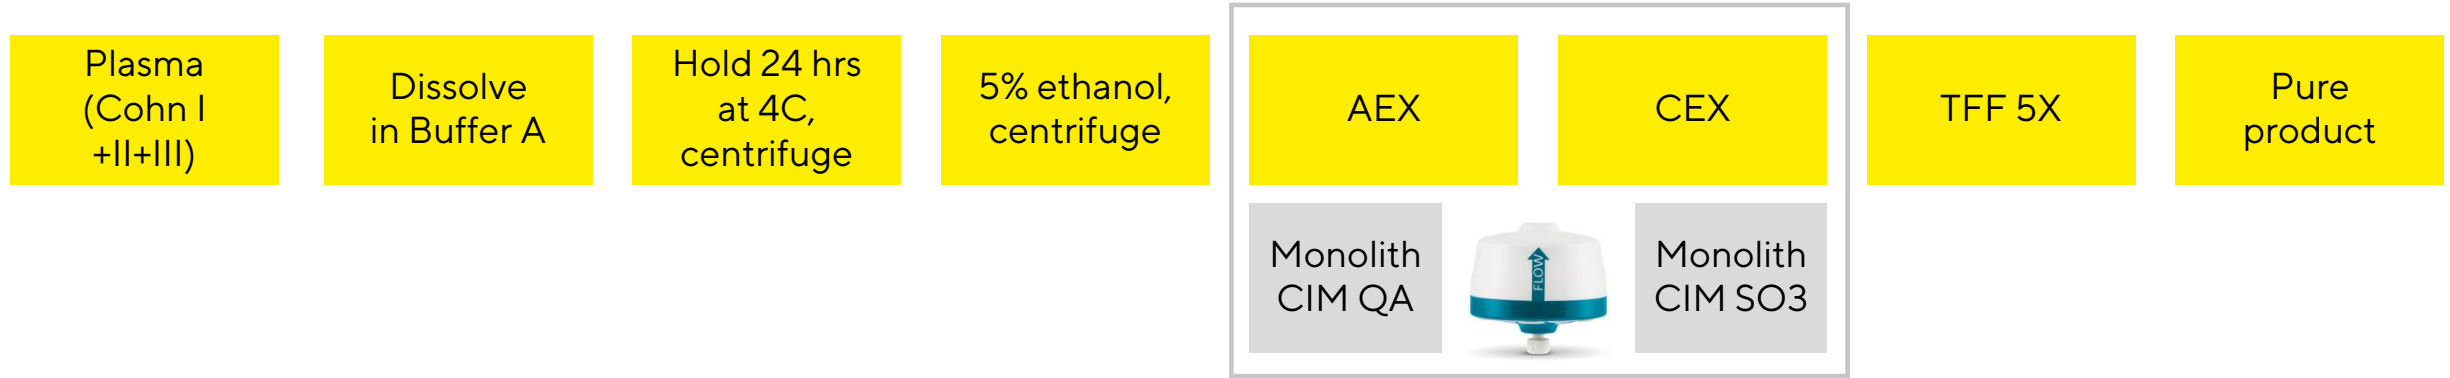 Plasma
(Cohn I
+II+III)
Dissolve
in Buffer A
Hold 24 hrs
at 4C,
centrifuge
5% ethanol,
centrifuge
AEX
CEX
TFF 5X
Pure
product
Monolith
CIM QA
FLOW
Monolith
CIM SO3